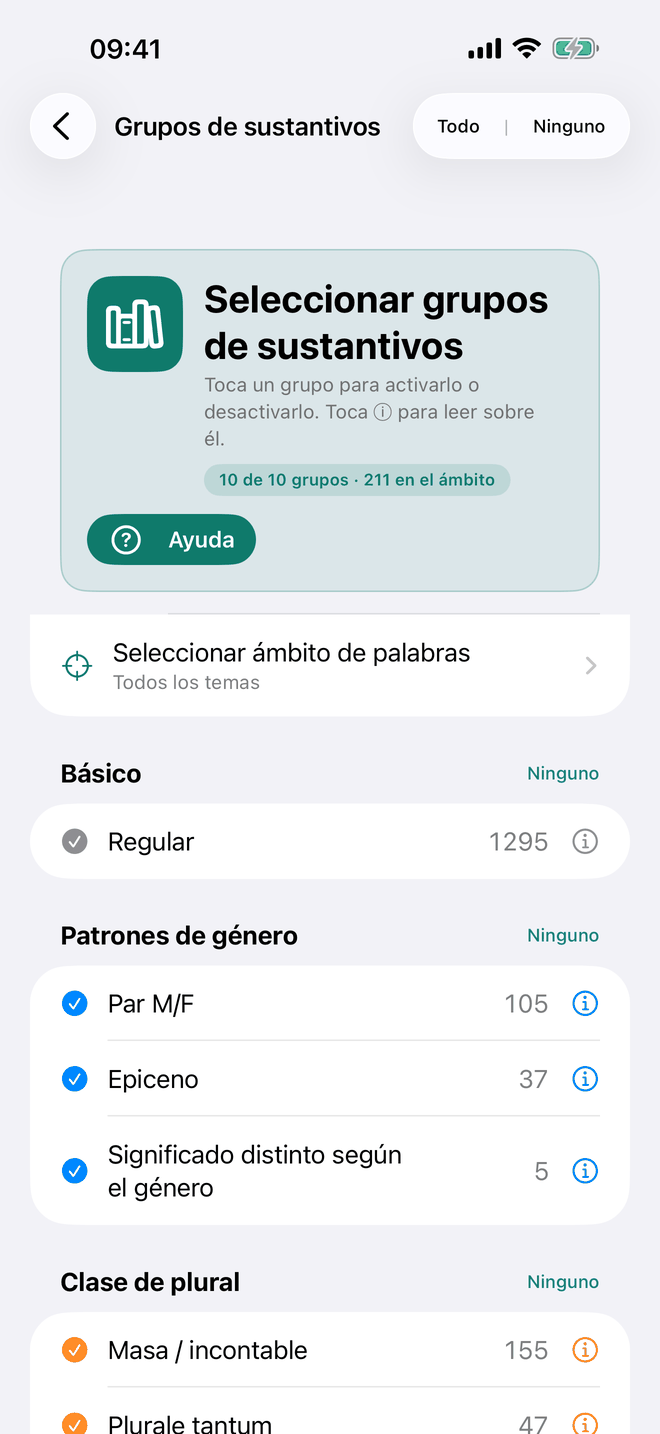 09:41
Grupos de sustantivos
Todo | Ninguno
Seleccionar grupos
de sustantivos
Toca un grupo para activarlo o
desactivarlo. Toca ⓘ para leer sobre
él.
10 de 10 grupos · 211 en el ámbito
? Ayuda
Seleccionar ámbito de palabras
Todos los temas
Básico Ninguno
Regular 1295
Patrones de género Ninguno
Par M/F 105
Epiceno 37
Significado distinto según
el género 5
Clase de plural Ninguno
Masa / incontable 155
Plurale tantum 47